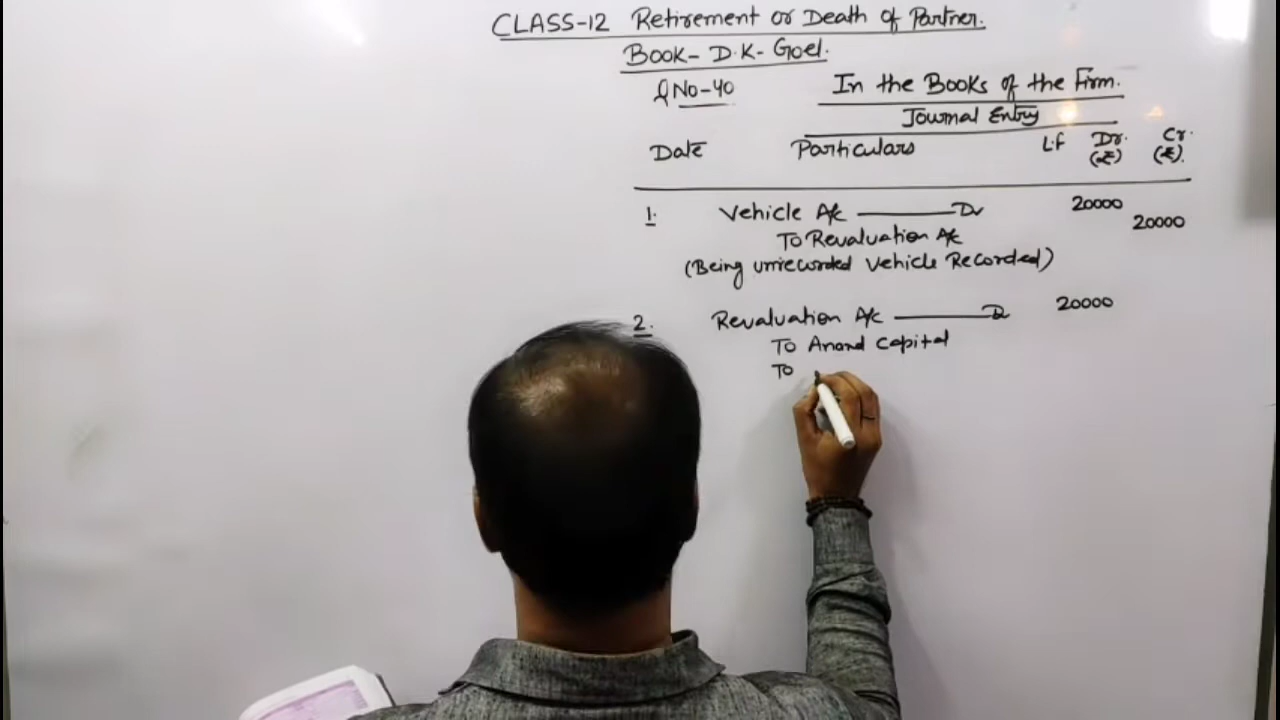 CLASS-12 Retirement or Death of Partner.
Book- D.K- Goel.
Q No-40 In the Books of the Firm.
Journal Entry
Date Particulars L.F Dr. (₹) Cr. (₹).
1. Vehicle A/c ———— Dr 20000
To Revaluation A/c 20000
(Being unrecorded Vehicle Recorded)
2. Revaluation A/c ———— Dr 20000
To Anand Capital
To